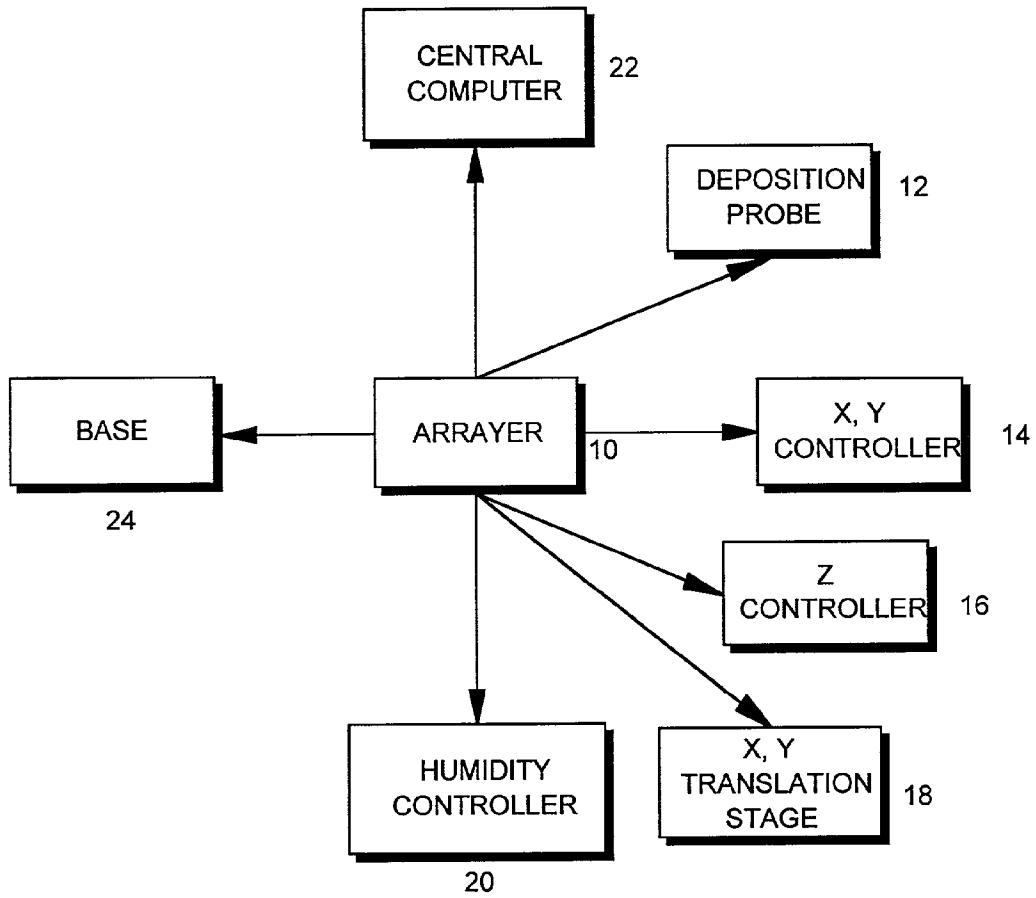 CENTRAL
COMPUTER
22
DEPOSITION
PROBE
12
BASE
24
ARRAYER
10
X, Y
CONTROLLER
14
Z
CONTROLLER
16
HUMIDITY
CONTROLLER
20
X, Y
TRANSLATION
STAGE
18